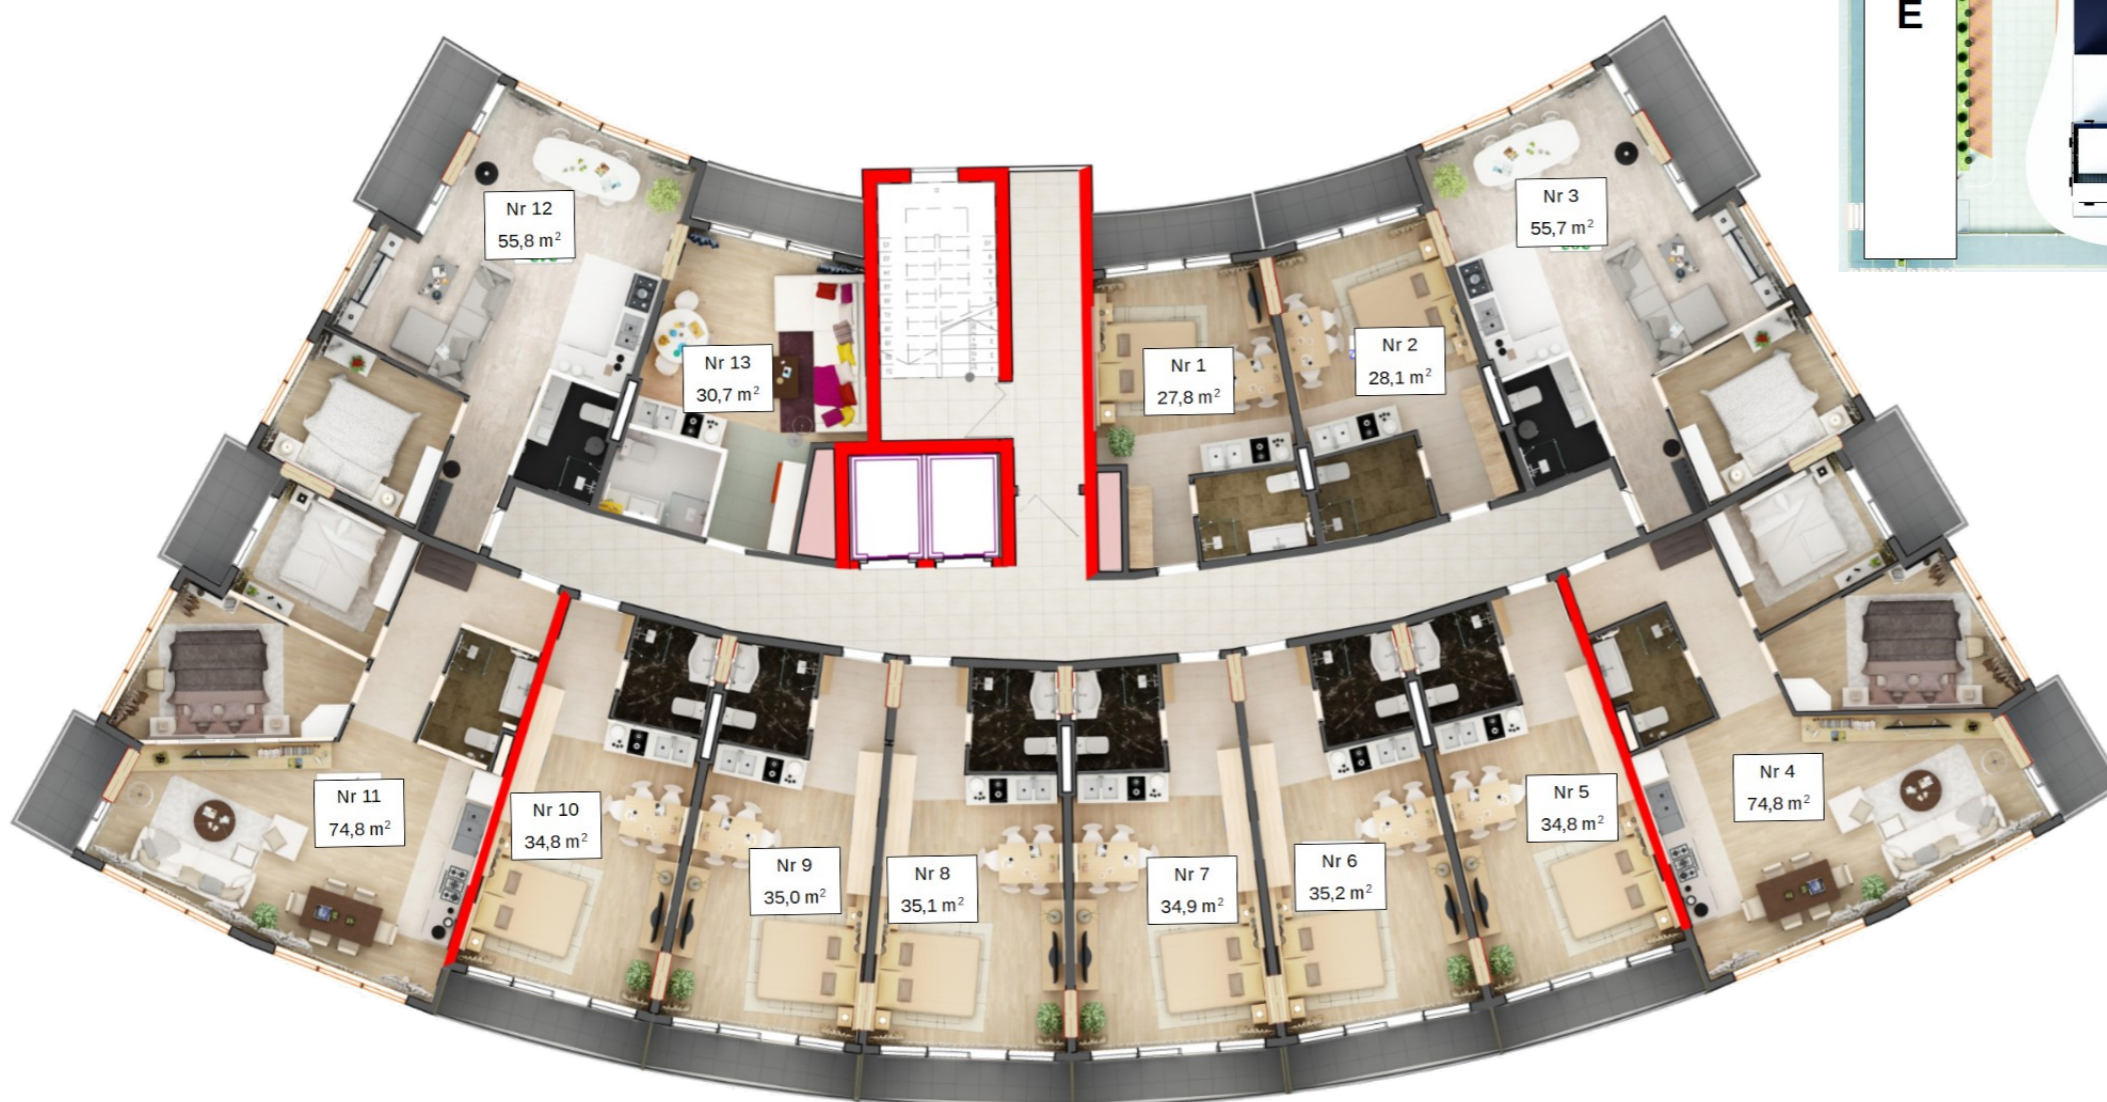 E
Nr 12
55,8 m²
Nr 3
55,7 m²
Nr 13
30,7 m²
Nr 1
27,8 m²
Nr 2
28,1 m²
Nr 11
74,8 m²
Nr 10
34,8 m²
Nr 9
35,0 m²
Nr 8
35,1 m²
Nr 7
34,9 m²
Nr 6
35,2 m²
Nr 5
34,8 m²
Nr 4
74,8 m²